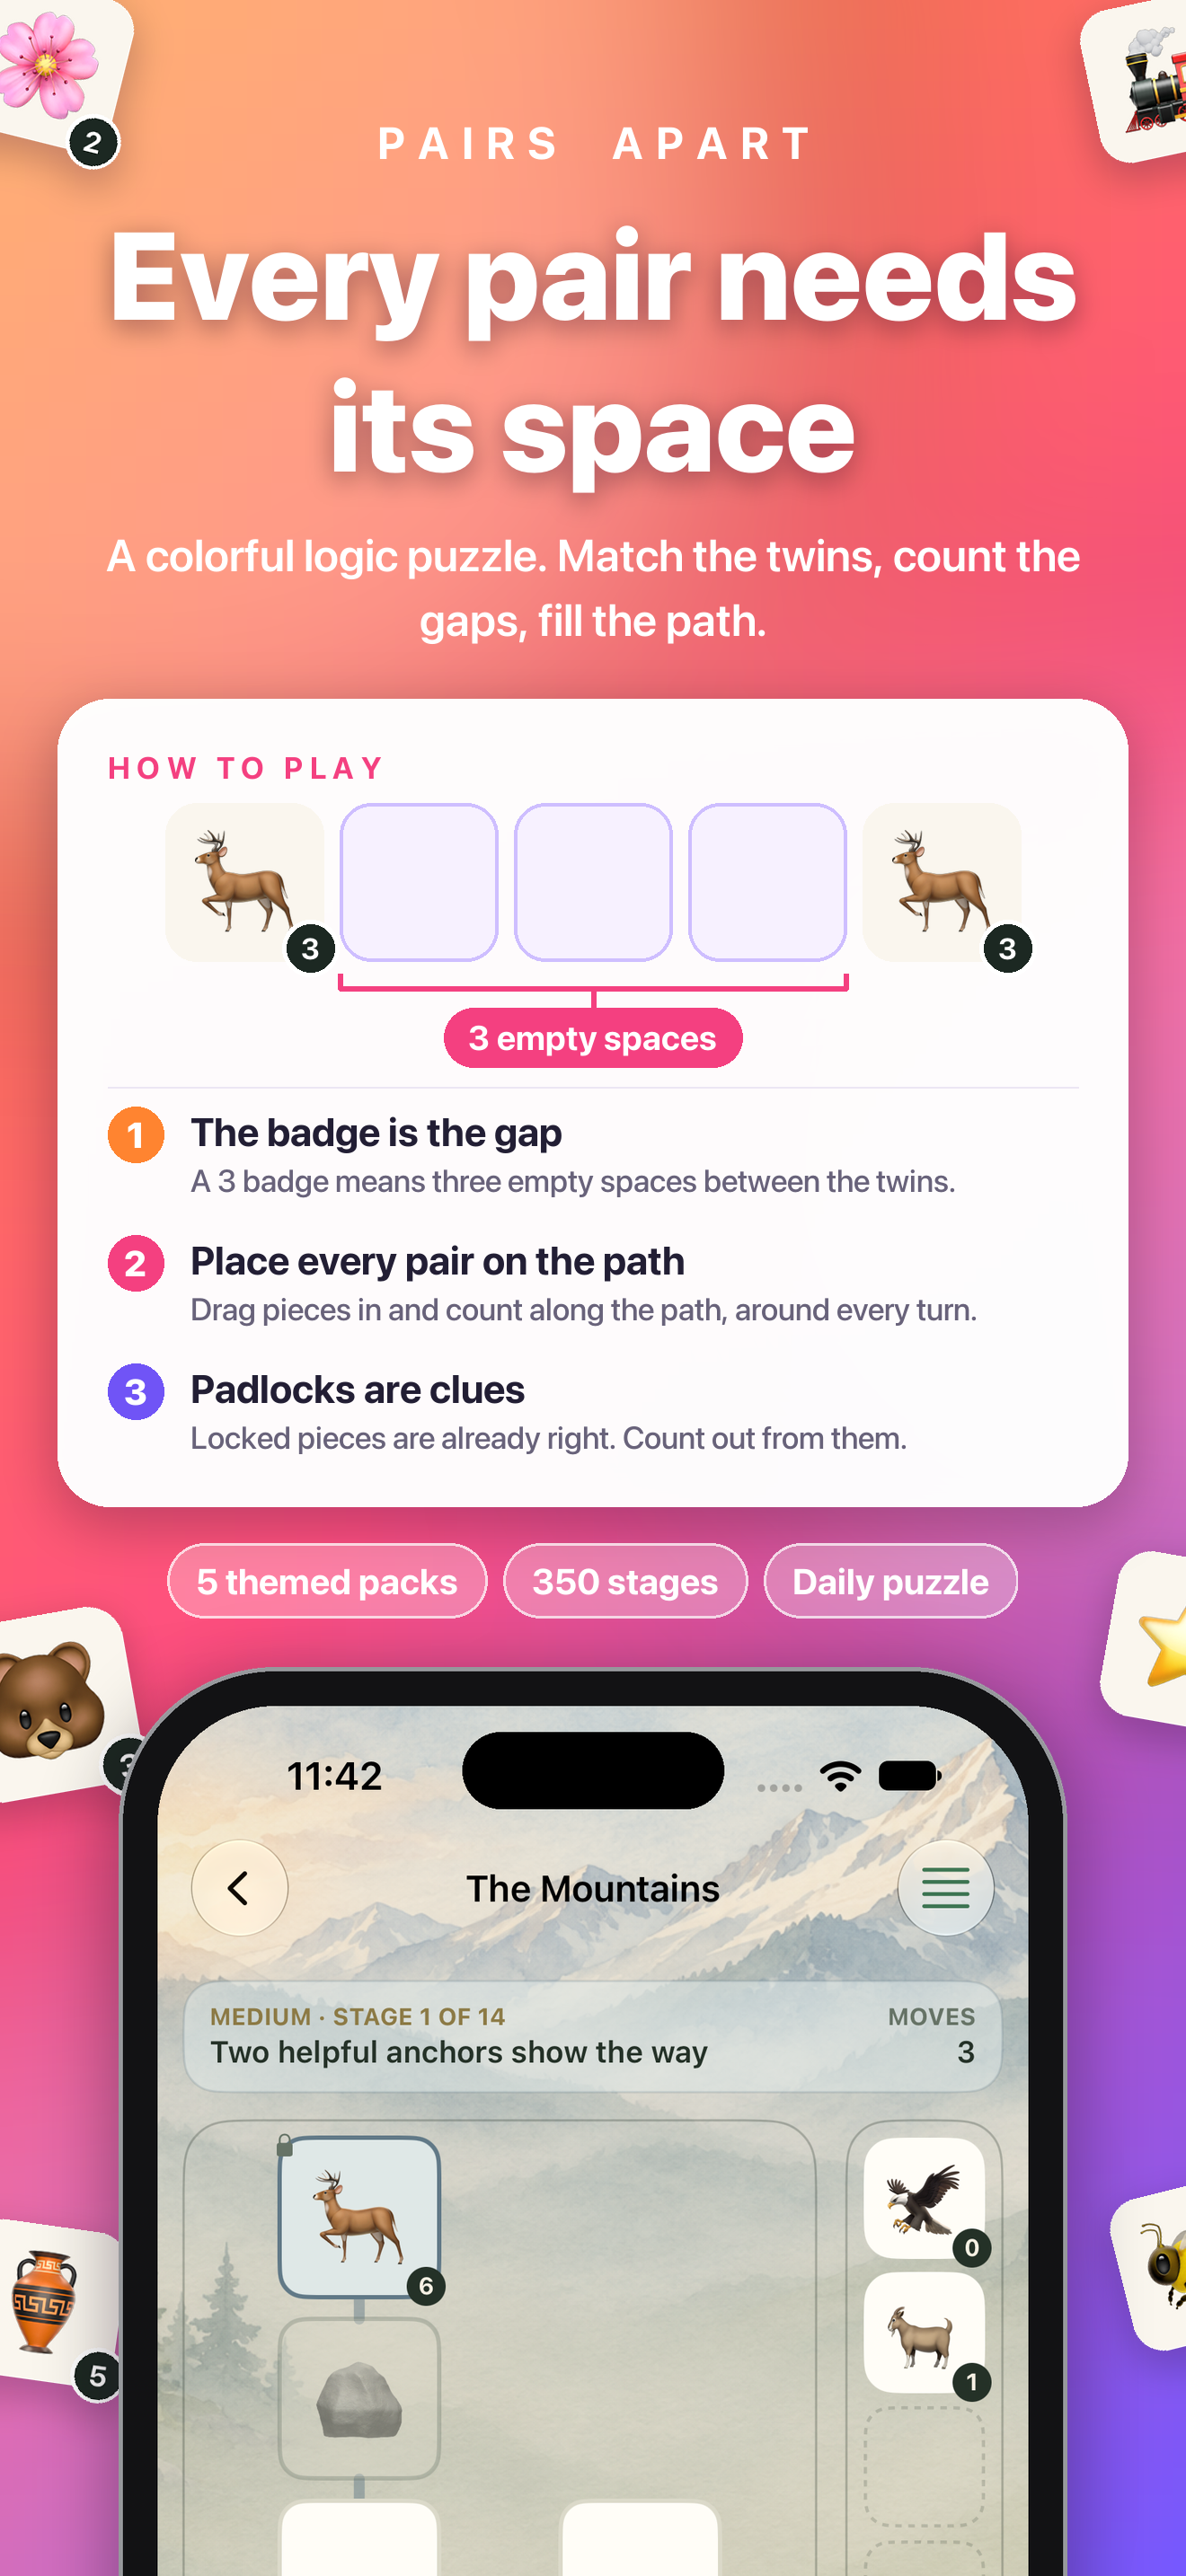 2
PAIRS APART
Every pair needs
its space
A colorful logic puzzle. Match the twins, count the
gaps, fill the path.
HOW TO PLAY
3
3
3 empty spaces
1
The badge is the gap
A 3 badge means three empty spaces between the twins.
2
Place every pair on the path
Drag pieces in and count along the path, around every turn.
3
Padlocks are clues
Locked pieces are already right. Count out from them.
5 themed packs
350 stages
Daily puzzle
11:42
The Mountains
MEDIUM · STAGE 1 OF 14
MOVES
Two helpful anchors show the way
3
6
0
1
5